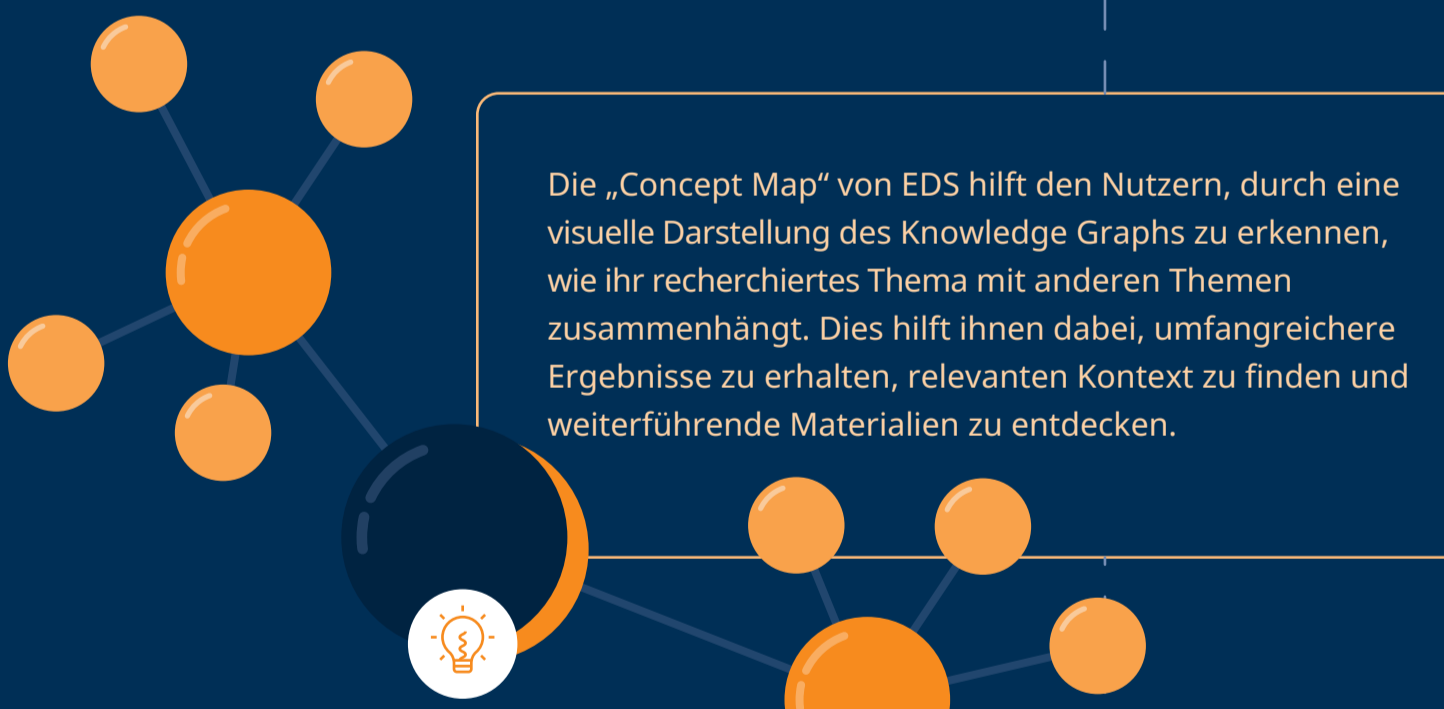 Die „Concept Map“ von EDS hilft den Nutzern, durch eine
visuelle Darstellung des Knowledge Graphs zu erkennen,
wie ihr recherchiertes Thema mit anderen Themen
zusammenhängt. Dies hilft ihnen dabei, umfangreichere
Ergebnisse zu erhalten, relevanten Kontext zu finden und
weiterführende Materialien zu entdecken.